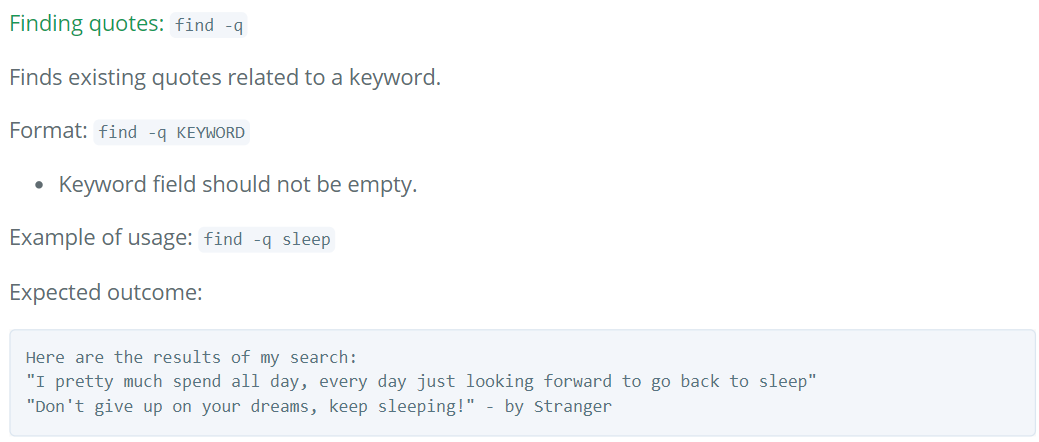 Finding quotes: find -q
Finds existing quotes related to a keyword.
Format: find -q KEYWORD
• Keyword field should not be empty.
Example of usage: find -q sleep
Expected outcome:
Here are the results of my search:
"I pretty much spend all day, every day just looking forward to go back to sleep"
"Don't give up on your dreams, keep sleeping!" - by Stranger